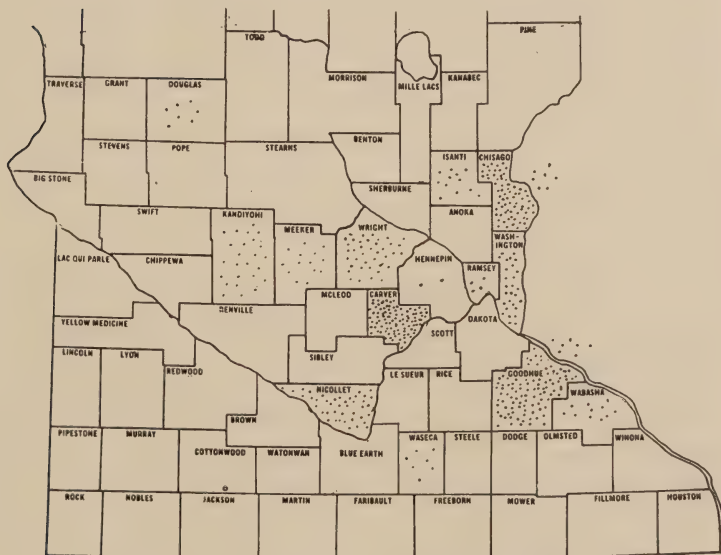 PINE
TODD
MORRISON
MILLE LACS
KANABEC
TRAVERSE
GRANT
DOUGLAS
BENTON
STEVENS
POPE
STEARNS
ISANTI
CHISAGO
BIG STONE
SHERBURNE
SWIFT
KANDIYOHI
MEEKER
WRIGHT
ANOKA
WASH-
INGTON
LAC QUI PARLE
CHIPPEWA
HENNEPIN
RAMSEY
MCLEOD
CARVER
DENVILLE
DAKOTA
YELLOW MEDICINE
SCOTT
LINCOLN
LYON
REDWOOD
SIBLEY
LE SUEUR
RICE
GOODHUE
NICOLLET
WABASHA
BROWN
PIPESTONE
MURRAY
COTTONWOOD
WATONWAN
BLUE EARTH
WASECA
STEELE
DODGE
OLMSTED
WINONA
ROCK
NOBLES
JACKSON
MARTIN
FARIBAULT
FREEBORN
MOWER
FILLMORE
HOUSTON